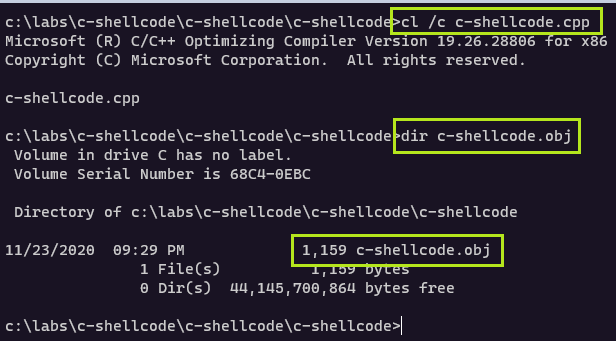 c:\labs\c-shellcode\c-shellcode\c-shellcode>cl /c c-shellcode.cpp
Microsoft (R) C/C++ Optimizing Compiler Version 19.26.28806 for x86
Copyright (C) Microsoft Corporation.  All rights reserved.

c-shellcode.cpp

c:\labs\c-shellcode\c-shellcode\c-shellcode>dir c-shellcode.obj
 Volume in drive C has no label.
 Volume Serial Number is 68C4-0EBC

 Directory of c:\labs\c-shellcode\c-shellcode\c-shellcode

11/23/2020  09:29 PM             1,159 c-shellcode.obj
               1 File(s)          1,159 bytes
               0 Dir(s)  44,145,700,864 bytes free

c:\labs\c-shellcode\c-shellcode\c-shellcode>